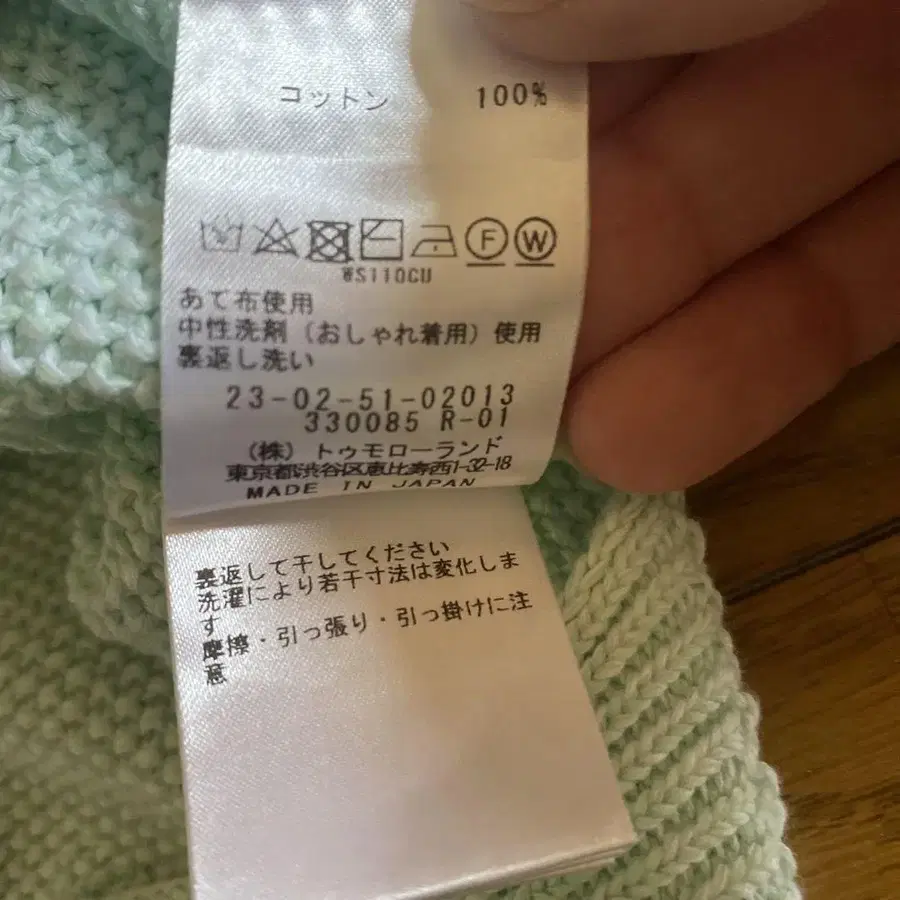 コットン 100%
F W
WS110CU
あて布使用
中性洗剤（おしゃれ着用）使用
裏返し洗い
23-02-51-02013
330085 R-01
（株）トゥモローランド
東京都渋谷区恵比寿西1-32-18
MADE IN JAPAN
裏返して干してください
洗濯により若干寸法は変化しま
す
摩擦・引っ張り・引っ掛けに注
意